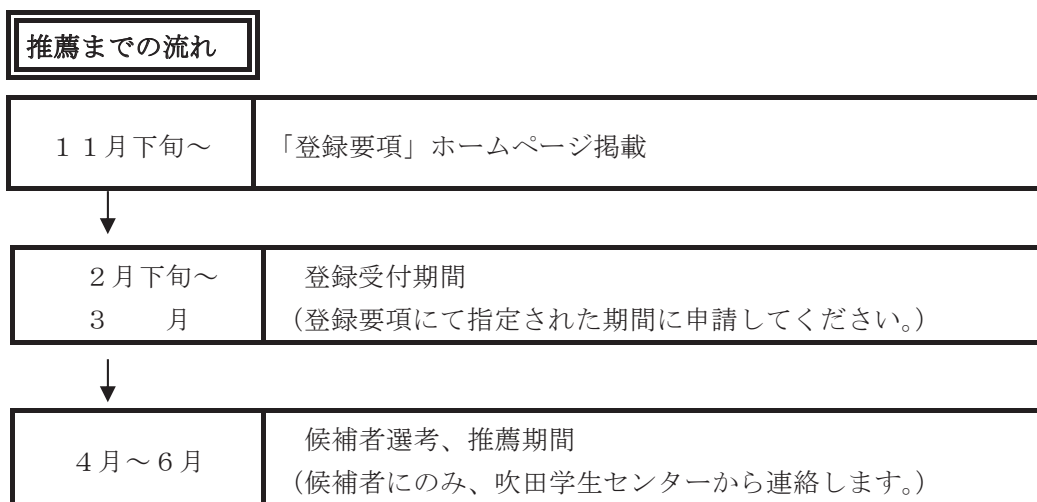 推薦までの流れ
11月下旬～
「登録要項」ホームページ掲載
2月下旬～
3　　月
登録受付期間
（登録要項にて指定された期間に申請してください。）
4月～6月
候補者選考、推薦期間
（候補者にのみ、吹田学生センターから連絡します。）